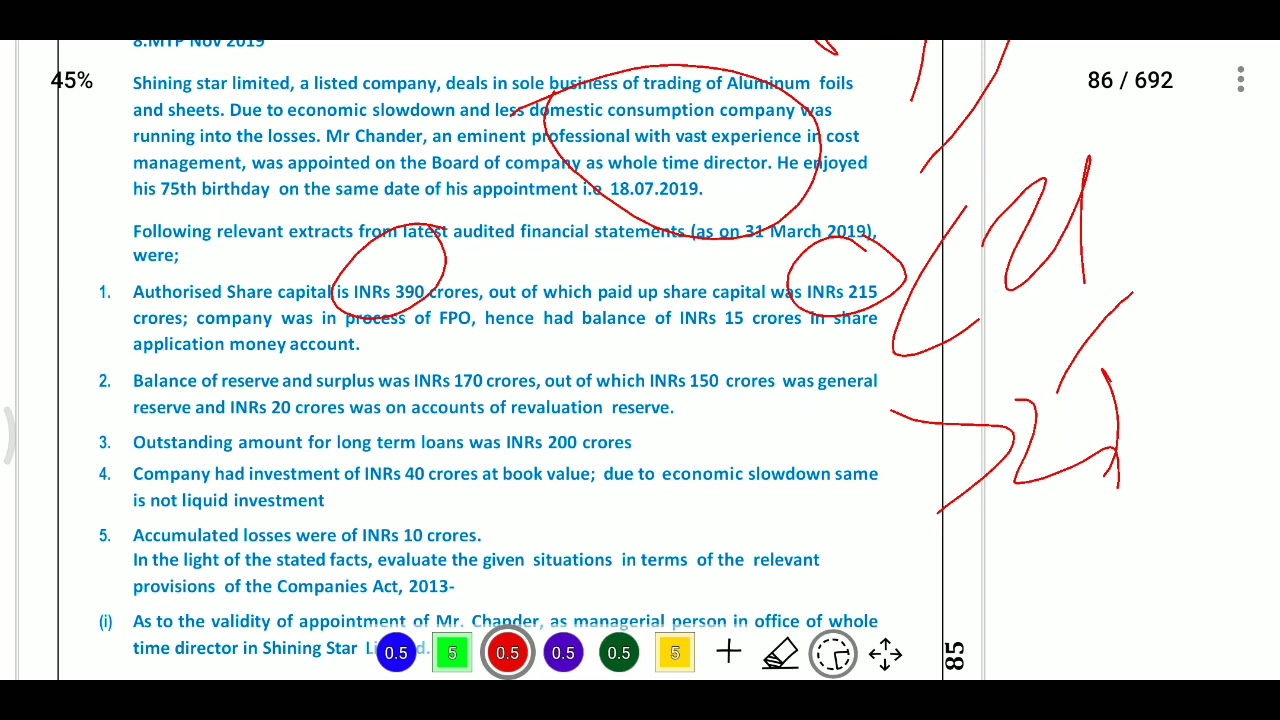 8.MTP Nov 2019
45%
86 / 692
Shining star limited, a listed company, deals in sole business of trading of Aluminum foils
and sheets. Due to economic slowdown and less domestic consumption company was
running into the losses. Mr Chander, an eminent professional with vast experience in cost
management, was appointed on the Board of company as whole time director. He enjoyed
his 75th birthday on the same date of his appointment i.e 18.07.2019.
Following relevant extracts from latest audited financial statements (as on 31 March 2019),
were;
1. Authorised Share capital is INRs 390 crores, out of which paid up share capital was INRs 215
crores; company was in process of FPO, hence had balance of INRs 15 crores in share
application money account.
2. Balance of reserve and surplus was INRs 170 crores, out of which INRs 150 crores was general
reserve and INRs 20 crores was on accounts of revaluation reserve.
3. Outstanding amount for long term loans was INRs 200 crores
4. Company had investment of INRs 40 crores at book value; due to economic slowdown same
is not liquid investment
5. Accumulated losses were of INRs 10 crores.
In the light of the stated facts, evaluate the given situations in terms of the relevant
provisions of the Companies Act, 2013-
(i) As to the validity of appointment of Mr. Chander, as managerial person in office of whole
time director in Shining Star Li d.
0.5 5 0.5 0.5 0.5 5
85